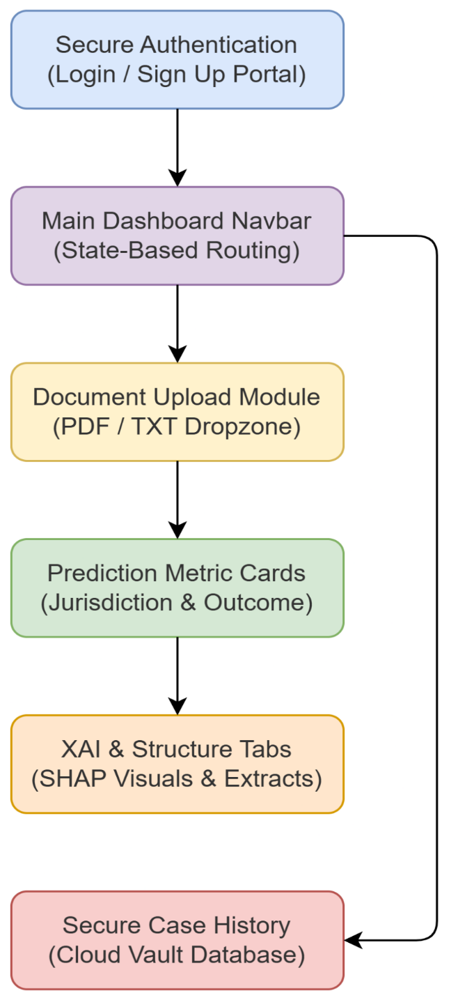 Secure Authentication
(Login / Sign Up Portal)
Main Dashboard Navbar
(State-Based Routing)
Document Upload Module
(PDF / TXT Dropzone)
Prediction Metric Cards
(Jurisdiction & Outcome)
XAI & Structure Tabs
(SHAP Visuals & Extracts)
Secure Case History
(Cloud Vault Database)